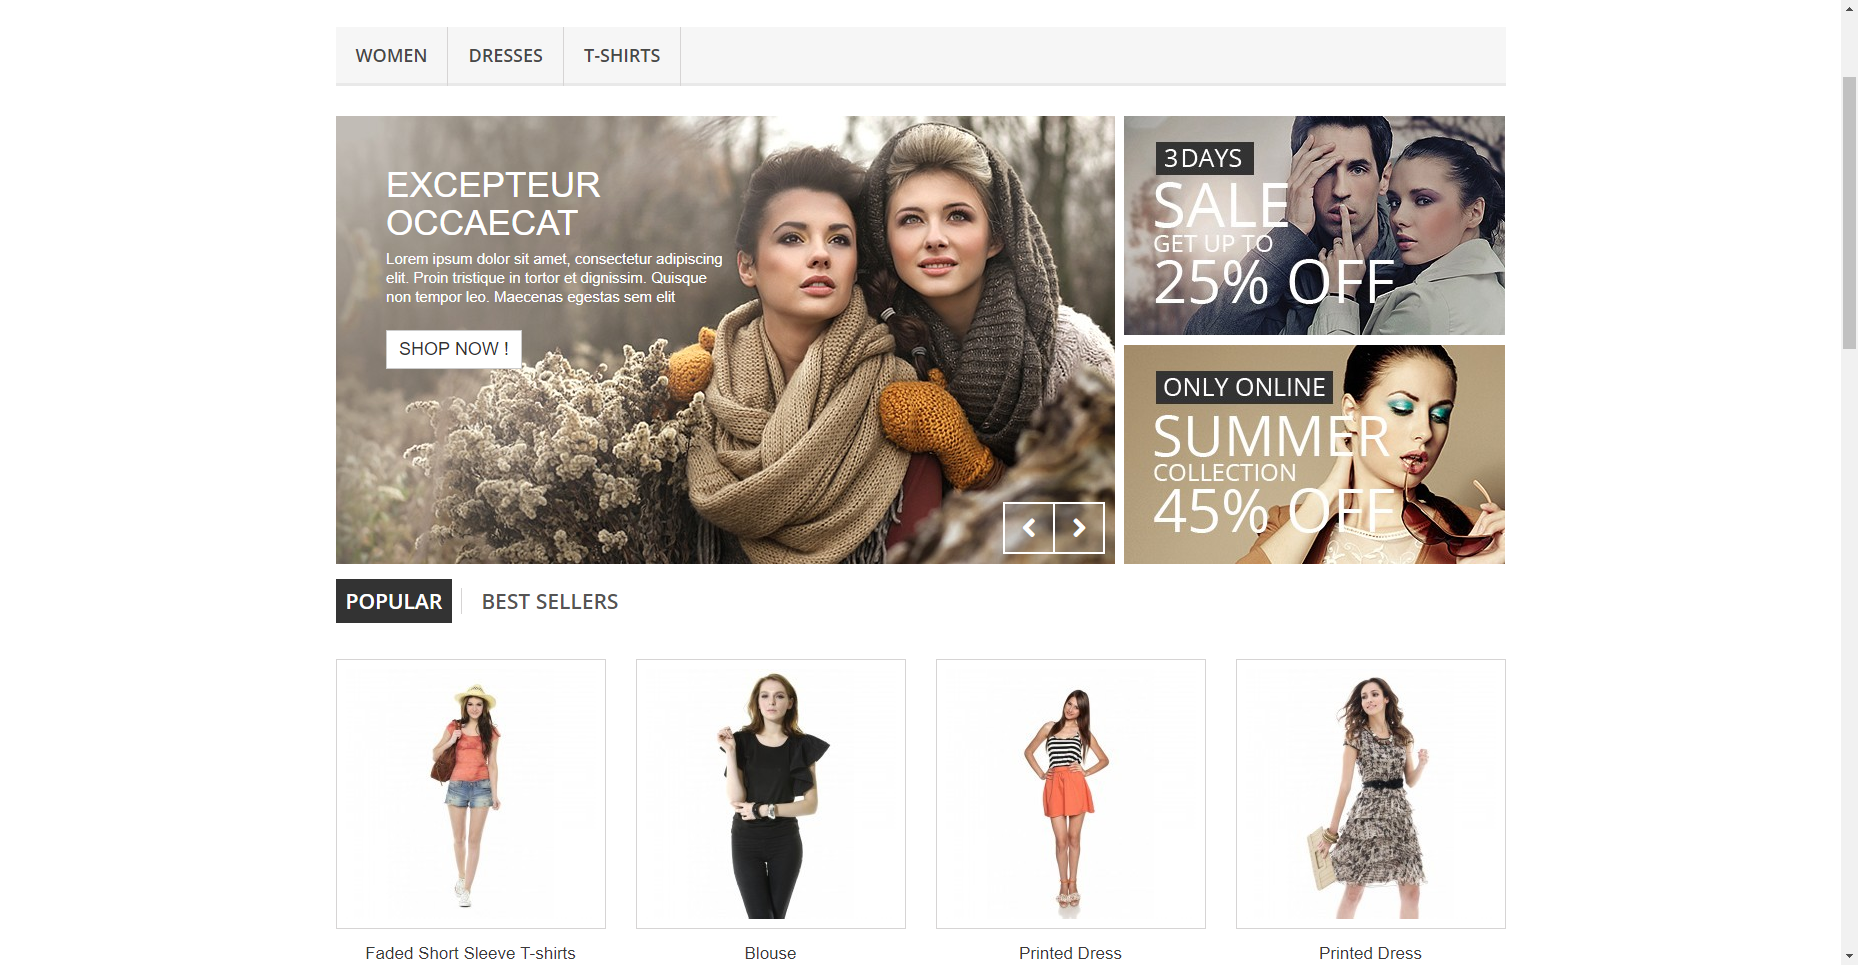 WOMEN
DRESSES
T-SHIRTS
EXCEPTEUR
OCCAECAT
Lorem ipsum dolor sit amet, consectetur adipiscing
elit. Proin tristique in tortor et dignissim. Quisque
non tempor leo. Maecenas egestas sem elit
SHOP NOW !
3 DAYS
SALE
GET UP TO
25% OFF
ONLY ONLINE
SUMMER
COLLECTION
45% OFF
POPULAR
BEST SELLERS
Faded Short Sleeve T-shirts
Blouse
Printed Dress
Printed Dress